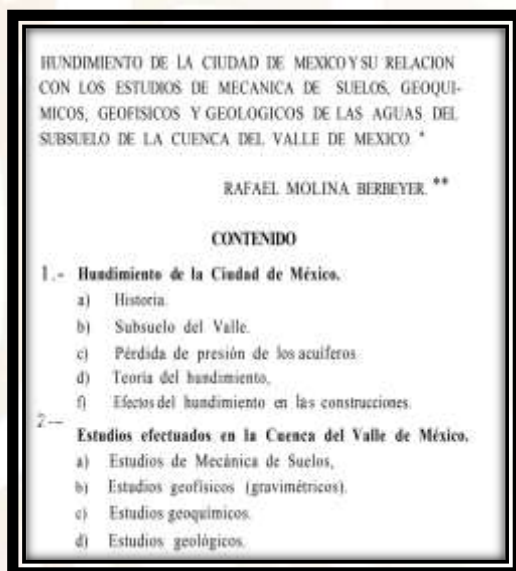 HUNDIMIENTO DE LA CIUDAD DE MEXICO Y SU RELACION
CON LOS ESTUDIOS DE MECANICA DE SUELOS, GEOQUI-
MICOS, GEOFISICOS Y GEOLOGICOS DE LAS AGUAS DEL
SUBSUELO DE LA CUENCA DEL VALLE DE MEXICO. *
RAFAEL MOLINA BERBEYER. **
CONTENIDO
1.- Hundimiento de la Ciudad de México.
a) Historia.
b) Subsuelo del Valle.
c) Pérdida de presión de los acuíferos
d) Teoría del hundimiento,
f) Efectos del hundimiento en las construcciones.
2—
Estudios efectuados en la Cuenca del Valle de México.
a) Estudios de Mecánica de Suelos,
b) Estudios geofísicos (gravimétricos).
c) Estudios geoquímicos.
d) Estudios geológicos.